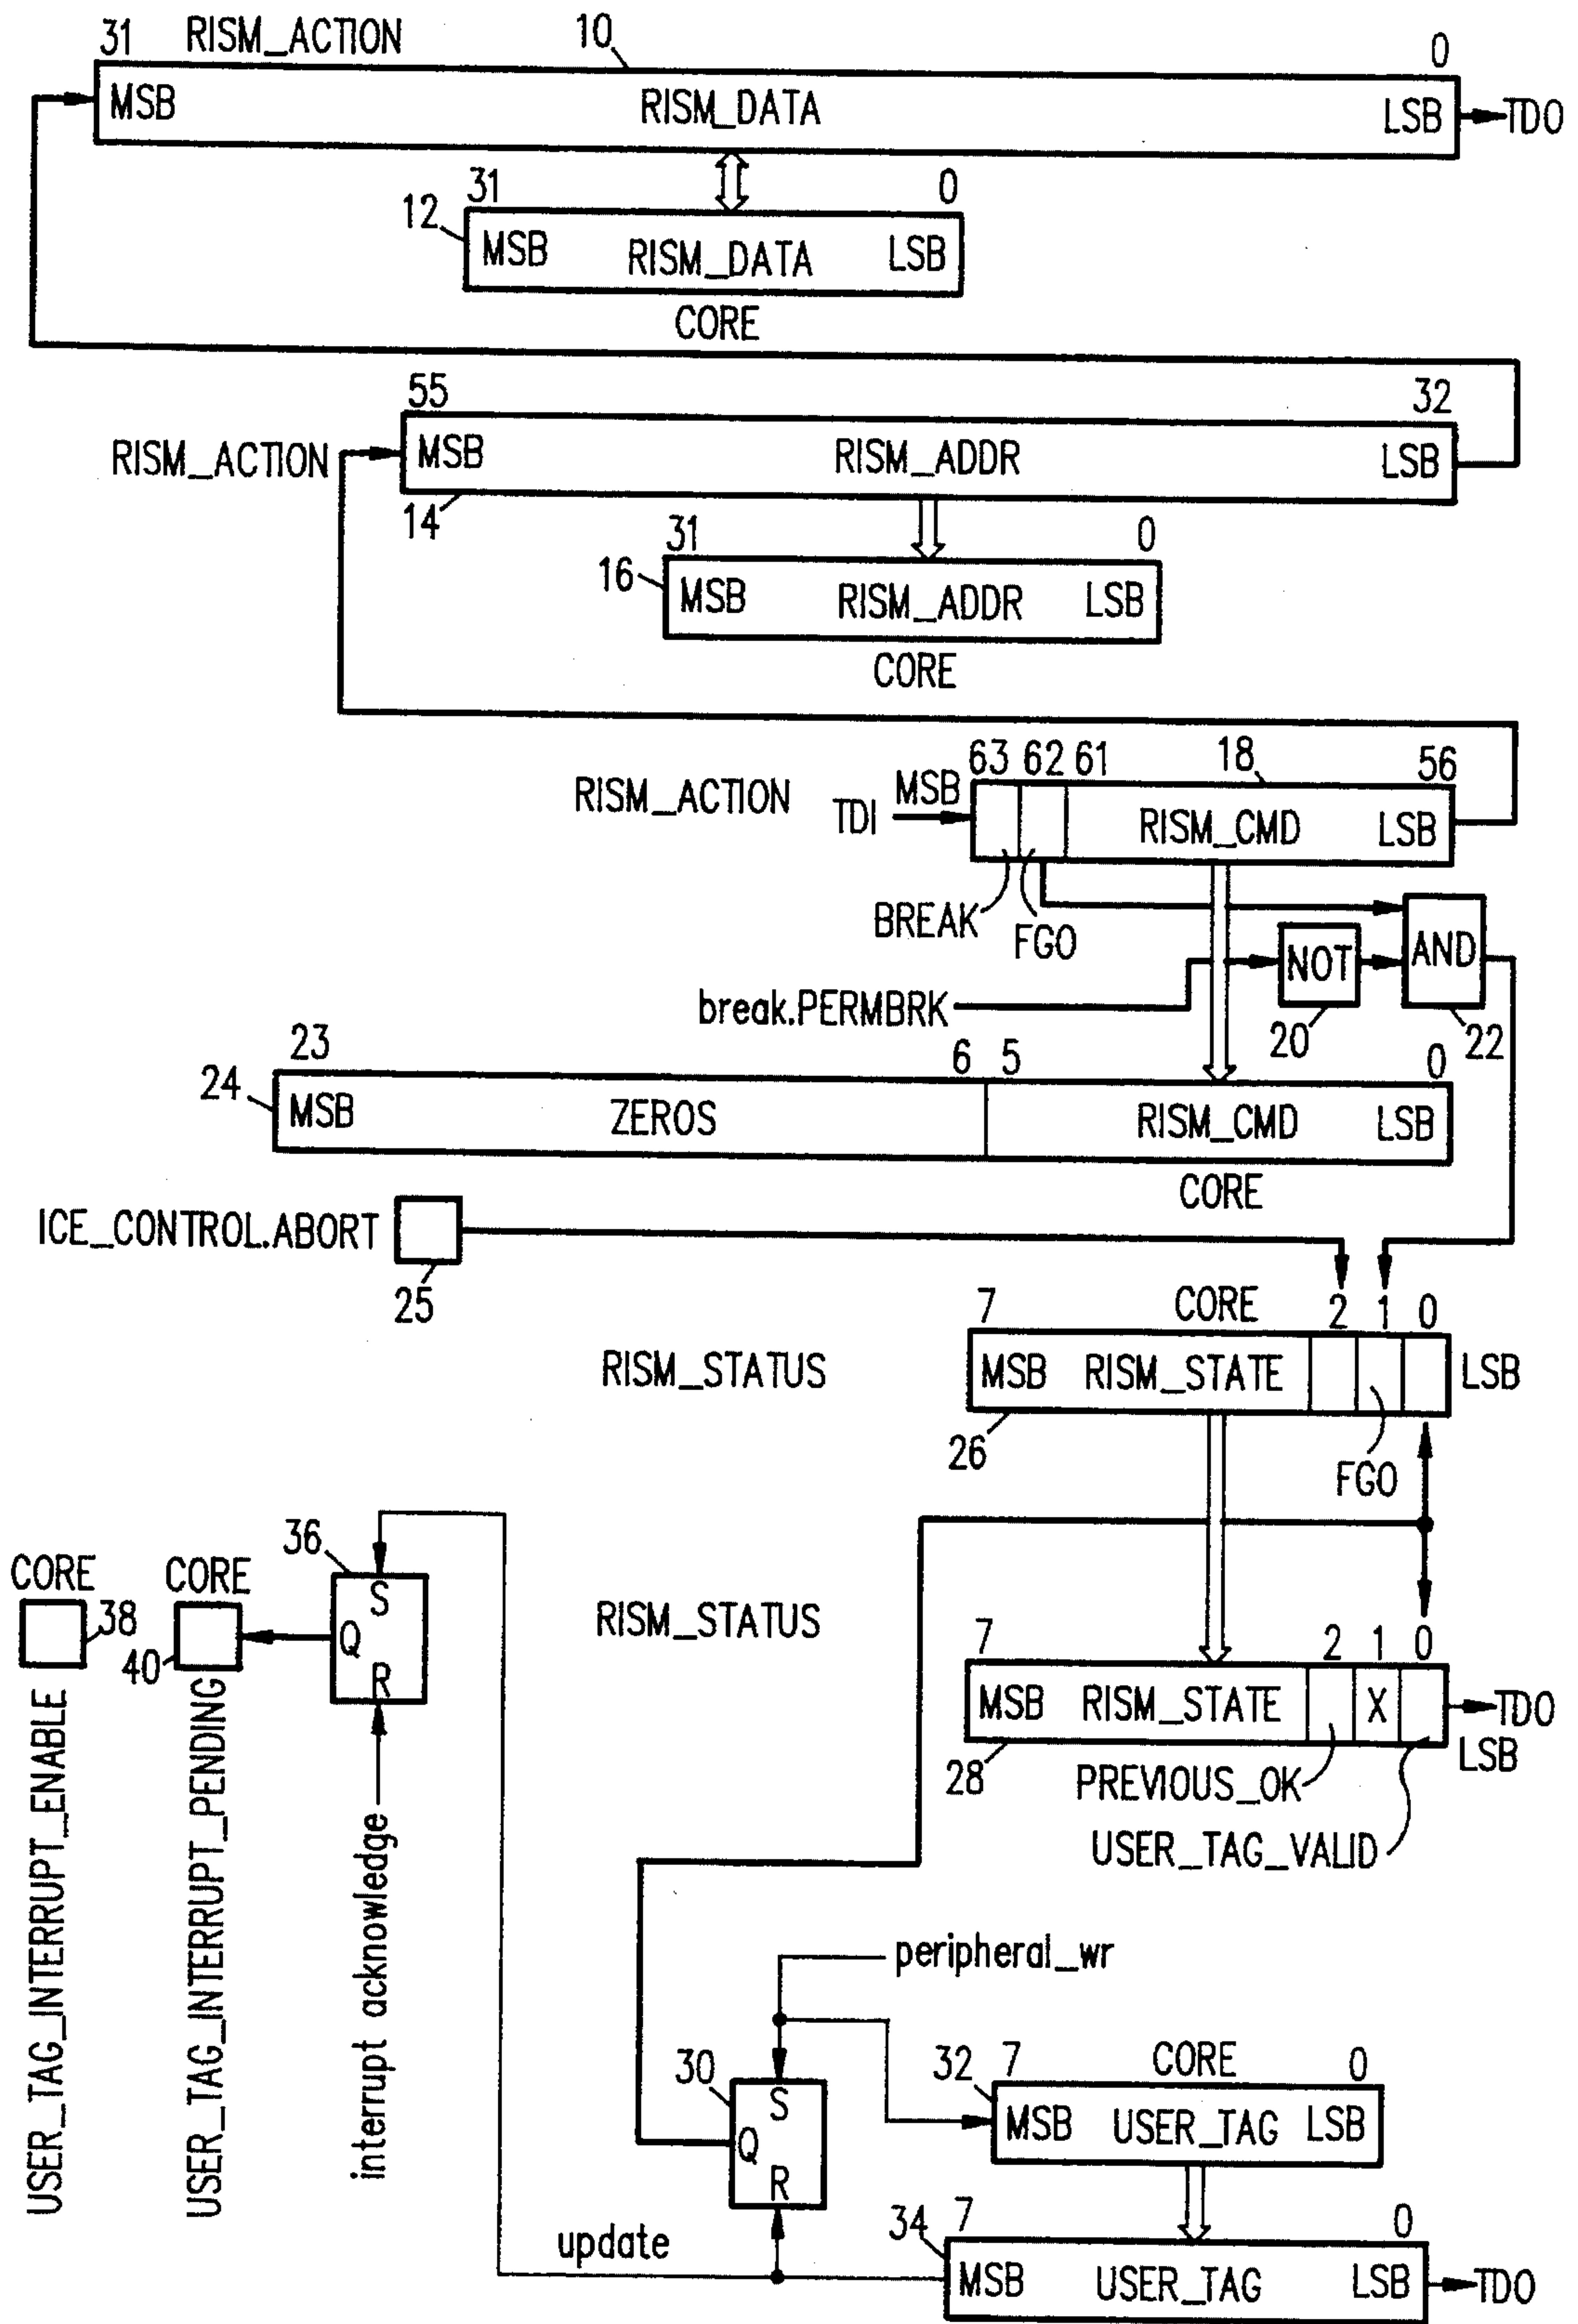 31 RISM_ACTION 10 0
MSB RISM_DATA LSB TDO
31 0
12 MSB RISM_DATA LSB
CORE
55 32
RISM_ACTION MSB RISM_ADDR LSB
14
31 0
16 MSB RISM_ADDR LSB
CORE
63 62 61 18 56
RISM_ACTION TDI MSB RISM_CMD LSB
BREAK FGO
NOT AND
break.PERMBRK
20 22
23 6 5 0
24 MSB ZEROS RISM_CMD LSB
CORE
ICE_CONTROL.ABORT
25
7 CORE 2 1 0
RISM_STATUS MSB RISM_STATE LSB
26 FGO
36
CORE CORE S
38 Q RISM_STATUS
40 R
7 2 1 0
MSB RISM_STATE X TDO
LSB
28 PREVIOUS_OK
USER_TAG_VALID
USER_TAG_INTERRUPT_ENABLE
USER_TAG_INTERRUPT_PENDING
interrupt acknowledge
peripheral_wr
30 S 32 7 CORE 0
Q MSB USER_TAG LSB
R
update 34 7 0
MSB USER_TAG LSB TDO